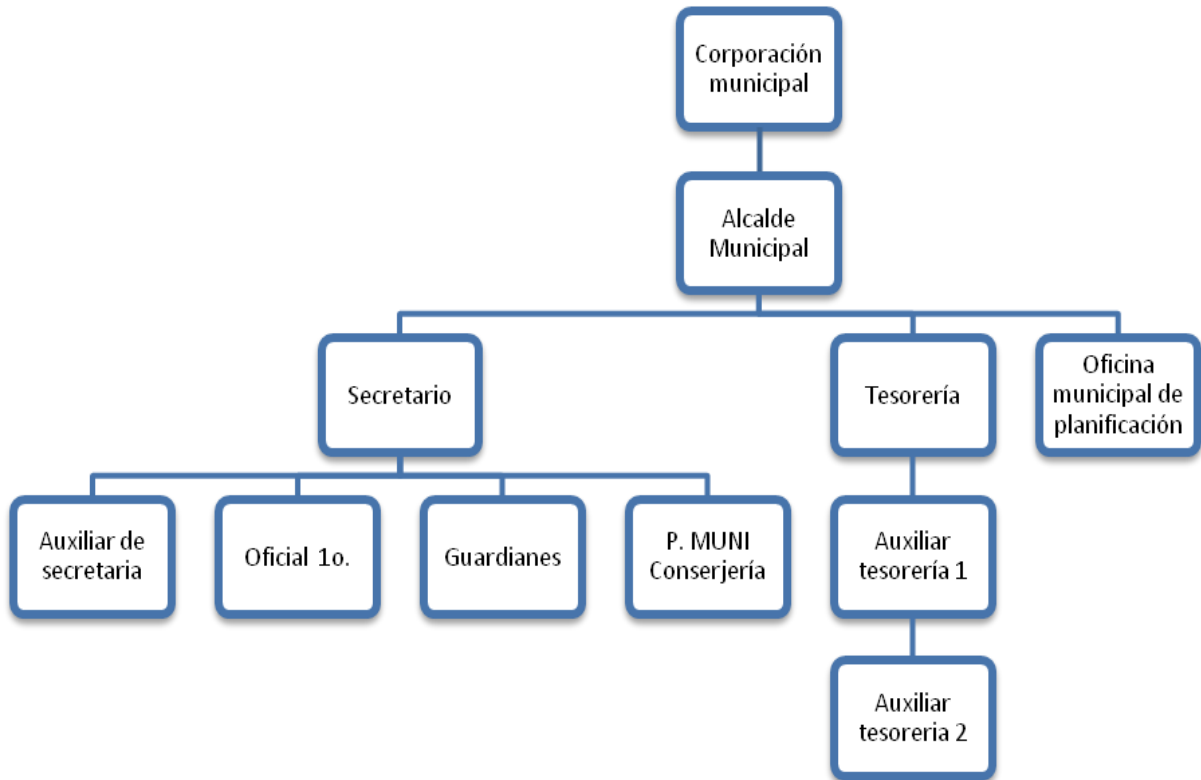 Corporación
municipal
Alcalde
Municipal
Secretario
Tesorería
Oficina
municipal de
planificación
Auxiliar de
secretaria
Oficial 1o.
Guardianes
P. MUNI
Conserjería
Auxiliar
tesorería 1
Auxiliar
tesoreria 2